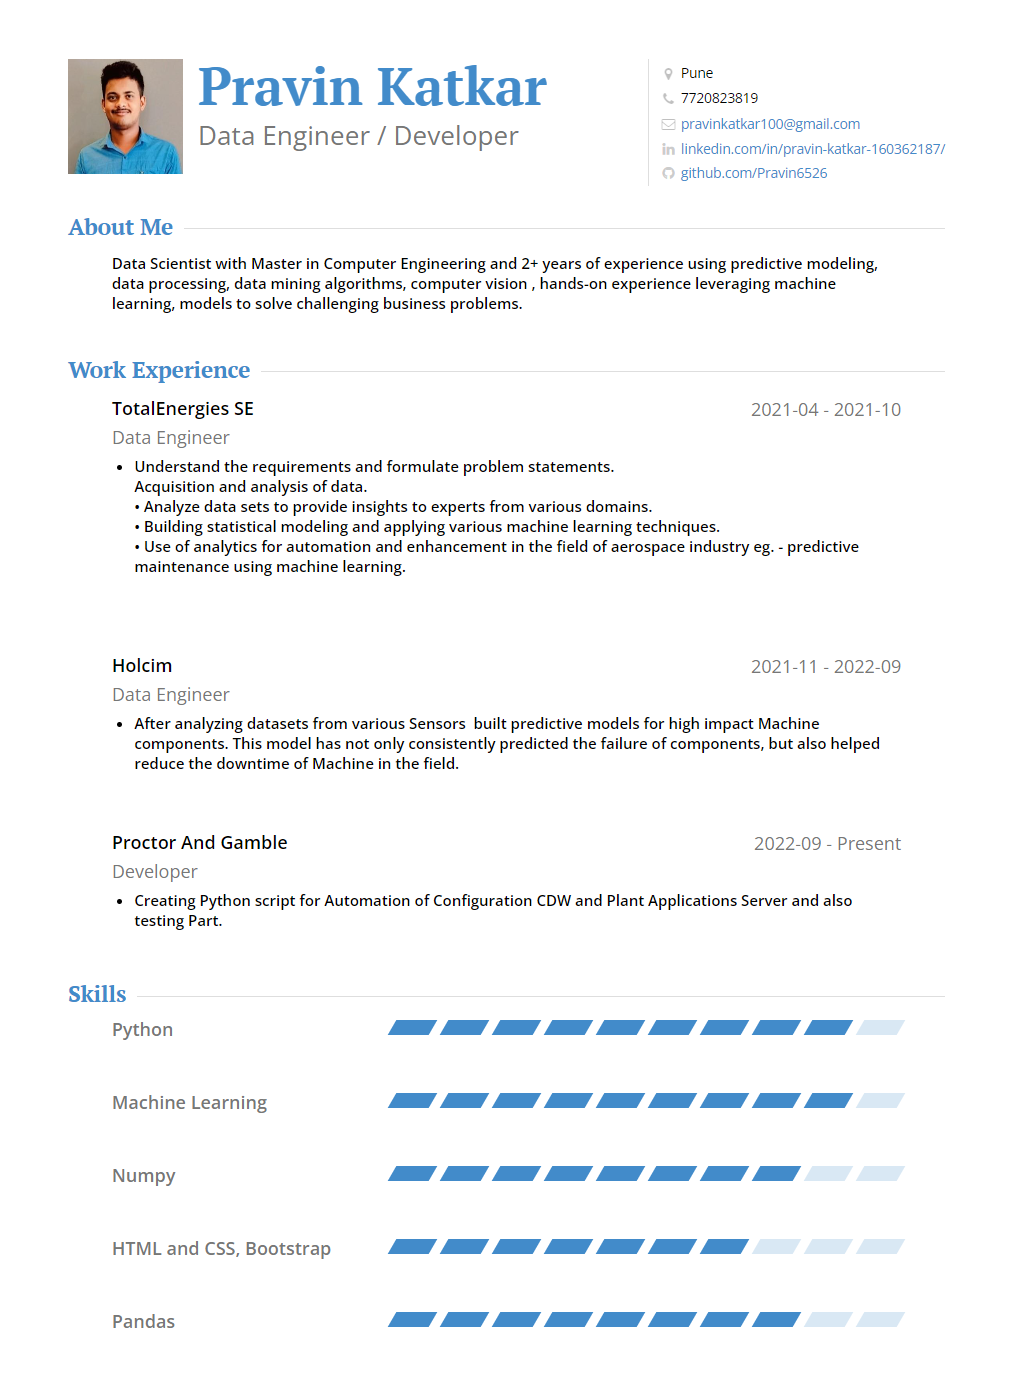 Pravin Katkar
Data Engineer / Developer
Pune
7720823819
pravinkatkar100@gmail.com
linkedin.com/in/pravin-katkar-160362187/
github.com/Pravin6526
About Me
Data Scientist with Master in Computer Engineering and 2+ years of experience using predictive modeling,
data processing, data mining algorithms, computer vision , hands-on experience leveraging machine
learning, models to solve challenging business problems.
Work Experience
TotalEnergies SE
2021-04 - 2021-10
Data Engineer
• Understand the requirements and formulate problem statements.
Acquisition and analysis of data.
• Analyze data sets to provide insights to experts from various domains.
• Building statistical modeling and applying various machine learning techniques.
• Use of analytics for automation and enhancement in the field of aerospace industry eg. - predictive
maintenance using machine learning.
Holcim
2021-11 - 2022-09
Data Engineer
• After analyzing datasets from various Sensors  built predictive models for high impact Machine
components. This model has not only consistently predicted the failure of components, but also helped
reduce the downtime of Machine in the field.
Proctor And Gamble
2022-09 - Present
Developer
• Creating Python script for Automation of Configuration CDW and Plant Applications Server and also
testing Part.
Skills
Python
Machine Learning
Numpy
HTML and CSS, Bootstrap
Pandas